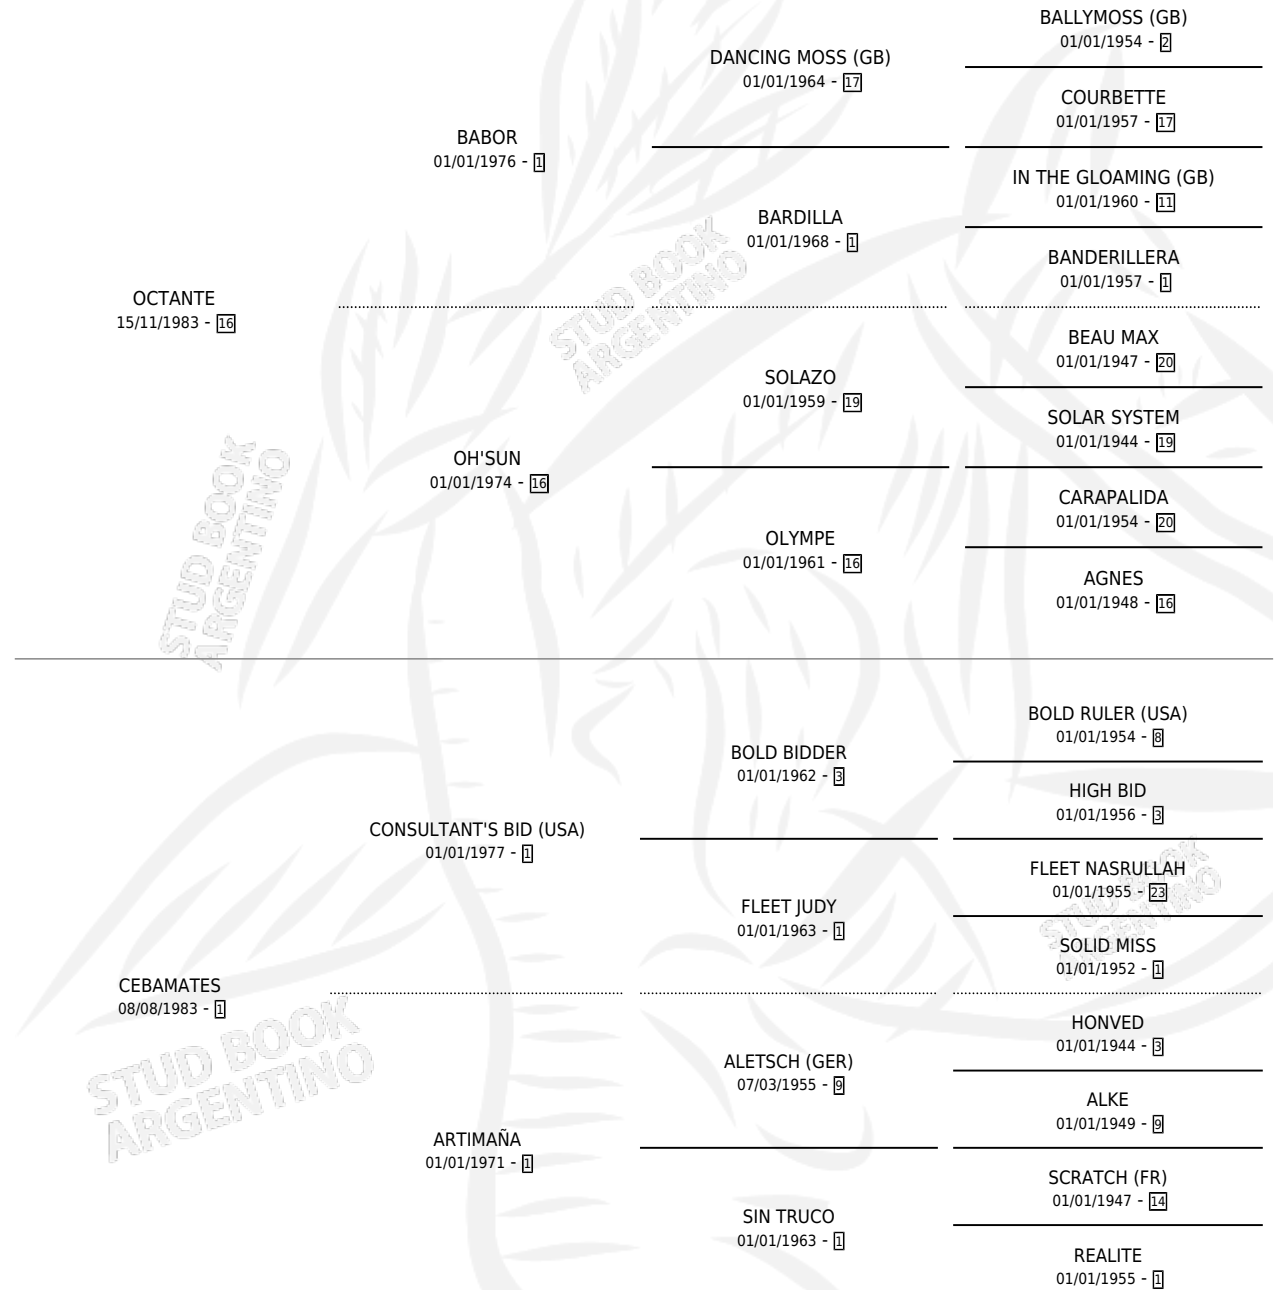 BALLYMOSS (GB)
01/01/1954 - 2
DANCING MOSS (GB)
01/01/1964 - 17
COURBETTE
01/01/1957 - 17
BABOR
01/01/1976 - 1
IN THE GLOAMING (GB)
01/01/1960 - 11
BARDILLA
01/01/1968 - 1
BANDERILLERA
01/01/1957 - 1
OCTANTE
15/11/1983 - 16
BEAU MAX
01/01/1947 - 20
SOLAZO
01/01/1959 - 19
SOLAR SYSTEM
01/01/1944 - 19
OH'SUN
01/01/1974 - 16
CARAPALIDA
01/01/1954 - 20
OLYMPE
01/01/1961 - 16
AGNES
01/01/1948 - 16
BOLD RULER (USA)
01/01/1954 - 8
BOLD BIDDER
01/01/1962 - 3
HIGH BID
01/01/1956 - 3
CONSULTANT'S BID (USA)
01/01/1977 - 1
FLEET NASRULLAH
01/01/1955 - 23
FLEET JUDY
01/01/1963 - 1
SOLID MISS
01/01/1952 - 1
CEBAMATES
08/08/1983 - 1
HONVED
01/01/1944 - 3
ALETSCH (GER)
07/03/1955 - 9
ALKE
01/01/1949 - 9
ARTIMAÑA
01/01/1971 - 1
SCRATCH (FR)
01/01/1947 - 14
SIN TRUCO
01/01/1963 - 1
REALITE
01/01/1955 - 1
STUD BOOK
ARGENTINO
STUD BOOK
ARGENTINO
STUD BOOK
ARGENTINO
STUD BOOK
ARGENTINO